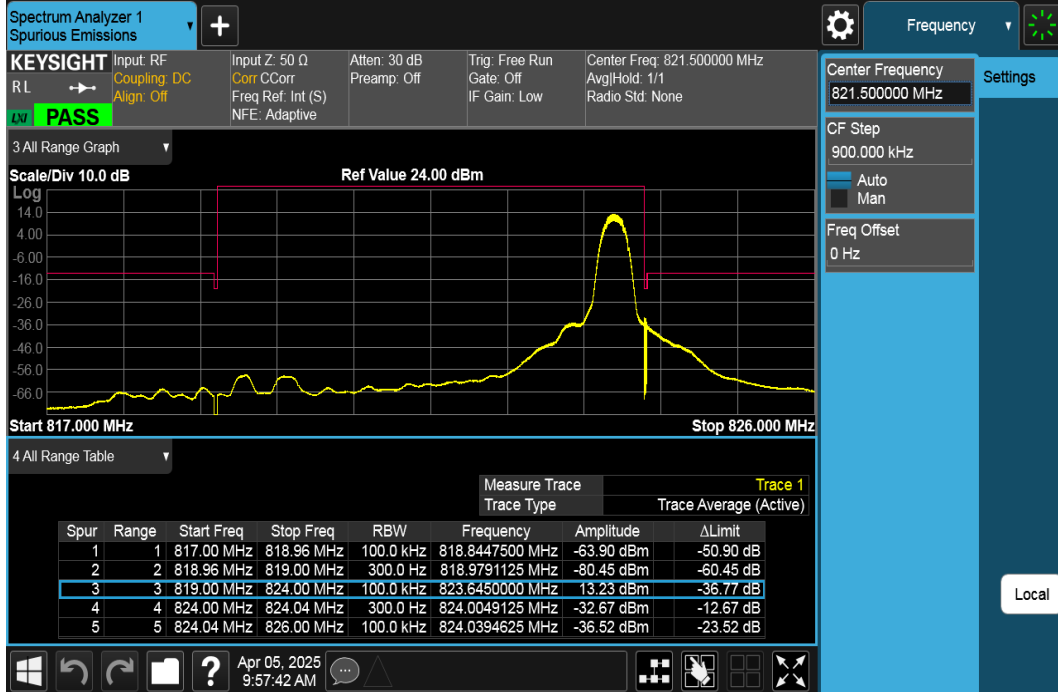 Spectrum Analyzer 1
Spurious Emissions
+
Frequency
KEYSIGHT
RL
LXI PASS
Input: RF
Coupling: DC
Align: Off
Input Z: 50 Ω
Corr CCorr
Freq Ref: Int (S)
NFE: Adaptive
Atten: 30 dB
Preamp: Off
Trig: Free Run
Gate: Off
IF Gain: Low
Center Freq: 821.500000 MHz
Avg|Hold: 1/1
Radio Std: None
Center Frequency
821.500000 MHz
Settings
CF Step
900.000 kHz
Auto
Man
Freq Offset
0 Hz
Local
3 All Range Graph
Scale/Div 10.0 dB Ref Value 24.00 dBm
Log
14.0
4.00
-6.00
-16.0
-26.0
-36.0
-46.0
-56.0
-66.0
Start 817.000 MHz Stop 826.000 MHz
4 All Range Table
Measure Trace Trace 1
Trace Type Trace Average (Active)
Spur Range Start Freq Stop Freq RBW Frequency Amplitude ΔLimit
1 1 817.00 MHz 818.96 MHz 100.0 kHz 818.8447500 MHz -63.90 dBm -50.90 dB
2 2 818.96 MHz 819.00 MHz 300.0 Hz 818.9791125 MHz -80.45 dBm -60.45 dB
3 3 819.00 MHz 824.00 MHz 100.0 kHz 823.6450000 MHz 13.23 dBm -36.77 dB
4 4 824.00 MHz 824.04 MHz 300.0 Hz 824.0049125 MHz -32.67 dBm -12.67 dB
5 5 824.04 MHz 826.00 MHz 100.0 kHz 824.0394625 MHz -36.52 dBm -23.52 dB
?
Apr 05, 2025
9:57:42 AM